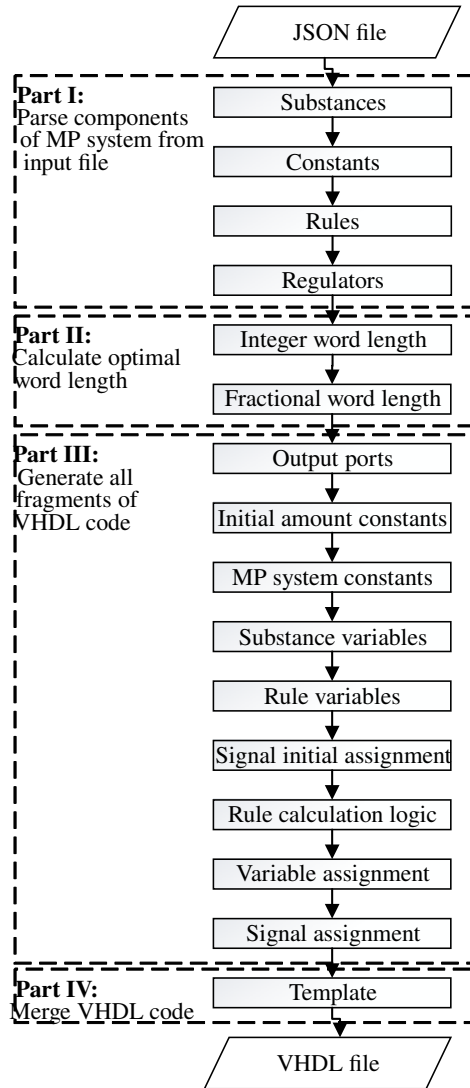 JSON file
Part I:
Parse components
of MP system from
input file
Substances
Constants
Rules
Regulators
Part II:
Calculate optimal
word length
Integer word length
Fractional word length
Part III:
Generate all
fragments of
VHDL code
Output ports
Initial amount constants
MP system constants
Substance variables
Rule variables
Signal initial assignment
Rule calculation logic
Variable assignment
Signal assignment
Part IV:
Merge VHDL code
Template
VHDL file